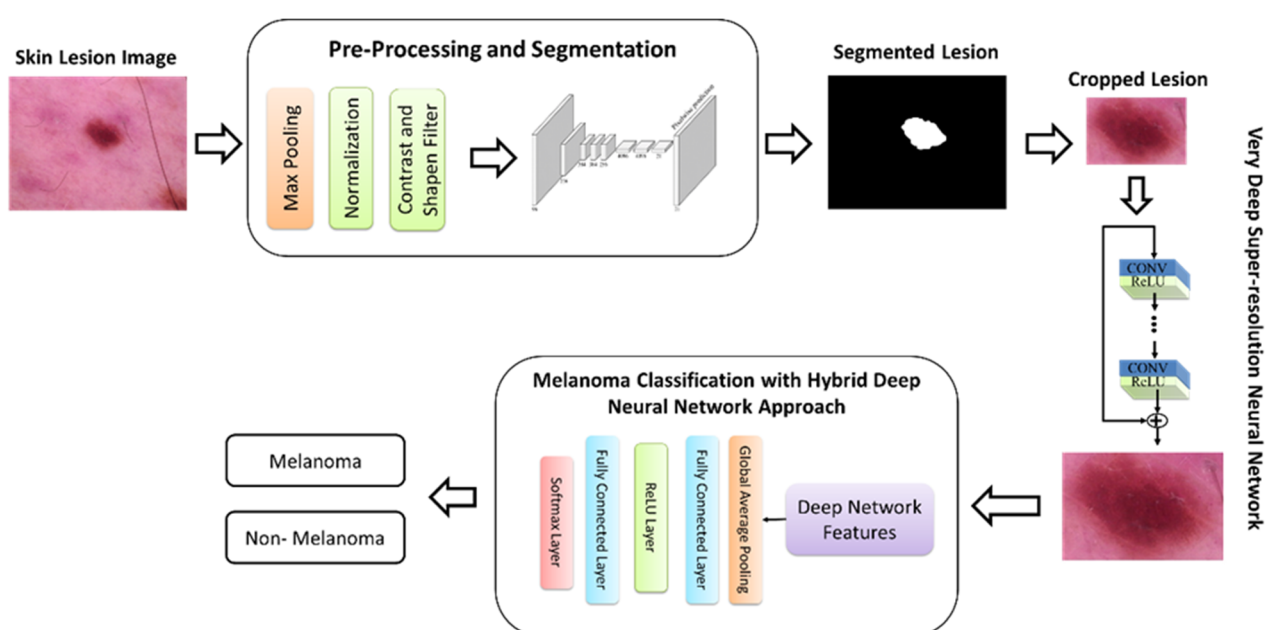 Skin Lesion Image
Pre-Processing and Segmentation
Max Pooling
Normalization
Contrast and
Shapen Filter
Pixelwise prediction
Segmented Lesion
Cropped Lesion
Very Deep Super-resolution Neural Network
CONV
ReLU
CONV
ReLU
Melanoma Classification with Hybrid Deep
Neural Network Approach
Deep Network
Features
Global Average Pooling
Fully Connected Layer
ReLU Layer
Fully Connected Layer
Softmax Layer
Melanoma
Non- Melanoma